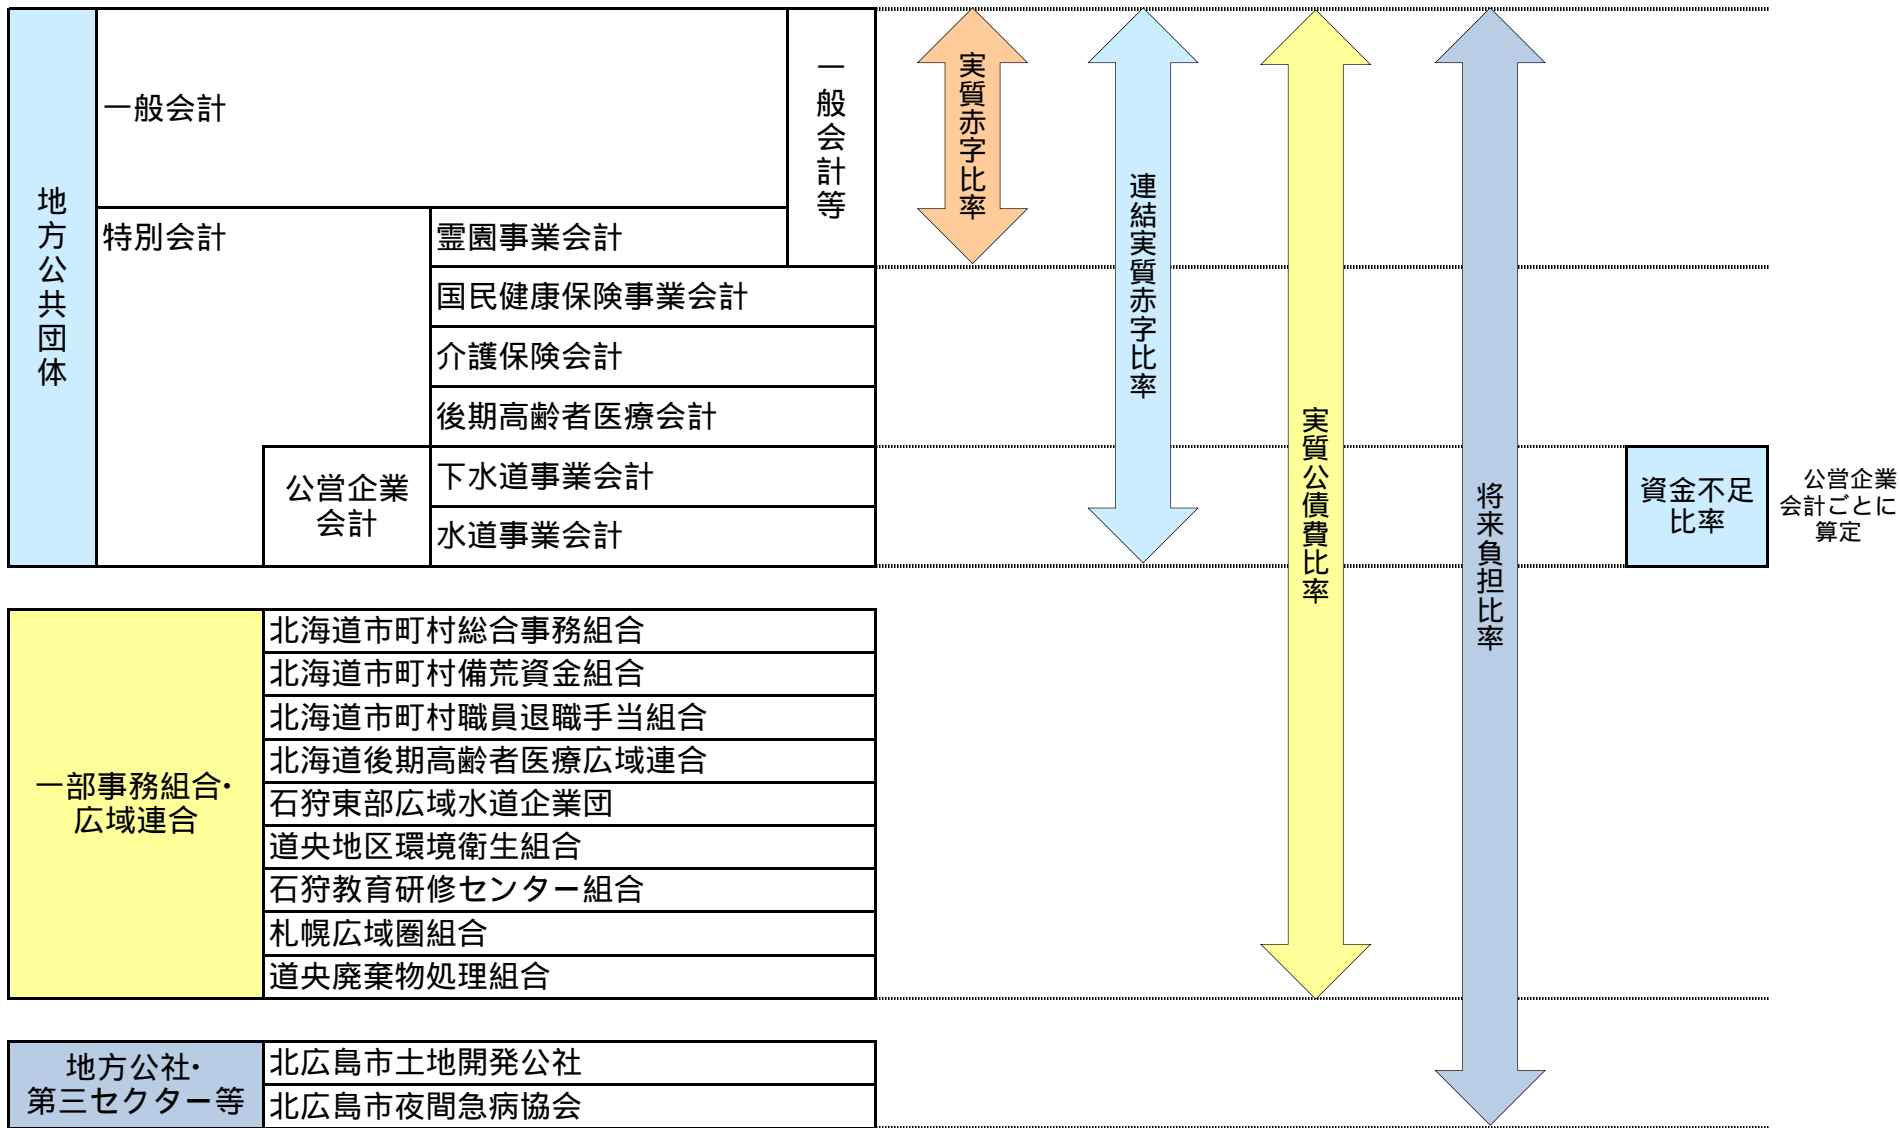 地方公共団体
一般会計
一般会計等
特別会計
霊園事業会計
国民健康保険事業会計
介護保険会計
後期高齢者医療会計
公営企業
会計
下水道事業会計
水道事業会計
実質赤字比率
連結実質赤字比率
実質公債費比率
将来負担比率
資金不足
比率
公営企業
会計ごとに
算定
一部事務組合・
広域連合
北海道市町村総合事務組合
北海道市町村備荒資金組合
北海道市町村職員退職手当組合
北海道後期高齢者医療広域連合
石狩東部広域水道企業団
道央地区環境衛生組合
石狩教育研修センター組合
札幌広域圏組合
道央廃棄物処理組合
地方公社・
第三セクター等
北広島市土地開発公社
北広島市夜間急病協会